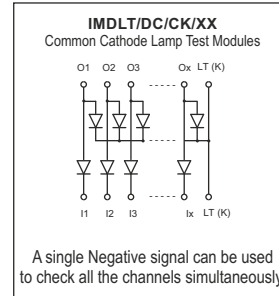 IMDLT/DC/CK/XX
Common Cathode Lamp Test Modules
O1 O2 O3 Ox LT (K)
I1 I2 I3 Ix LT (K)
A single Negative signal can be used
to check all the channels simultaneously